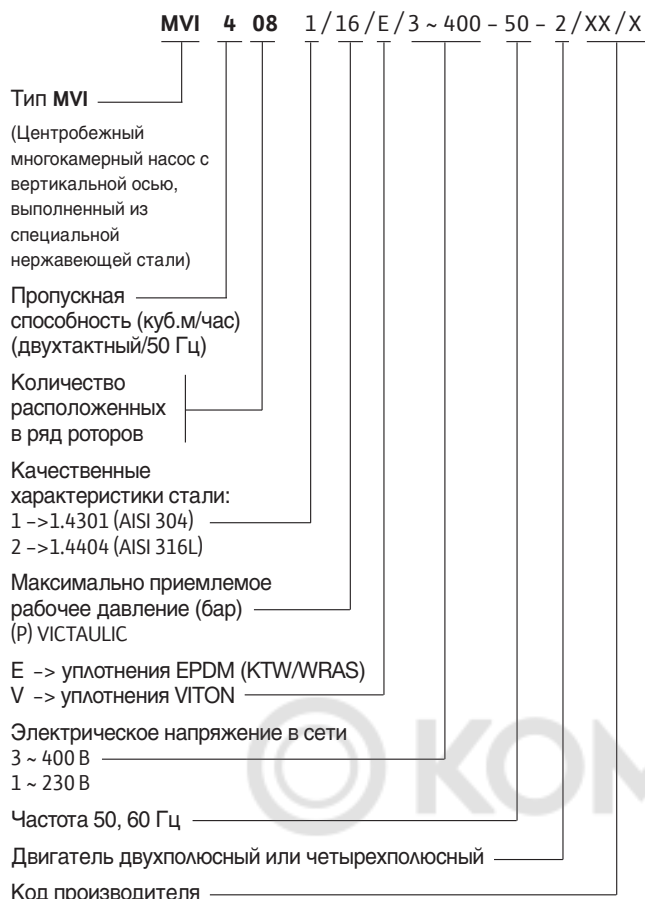 MVI 4 08 1/16/E/3 ~ 400 – 50 – 2/XX/X
Тип MVI
(Центробежный
многокамерный насос с
вертикальной осью,
выполненный из
специальной
нержавеющей стали)
Пропускная
способность (куб.м/час)
(двухтактный/50 Гц)
Количество
расположенных
в ряд роторов
Качественные
характеристики стали:
1 –>1.4301 (AISI 304)
2 –>1.4404 (AISI 316L)
Максимально приемлемое
рабочее давление (бар)
(P) VICTAULIC
E –> уплотнения EPDM (KTW/WRAS)
V –> уплотнения VITON
Электрическое напряжение в сети
3 ~ 400 В
1 ~ 230 В
KON
Частота 50, 60 Гц
Двигатель двухполюсный или четырехполюсный
Код производителя